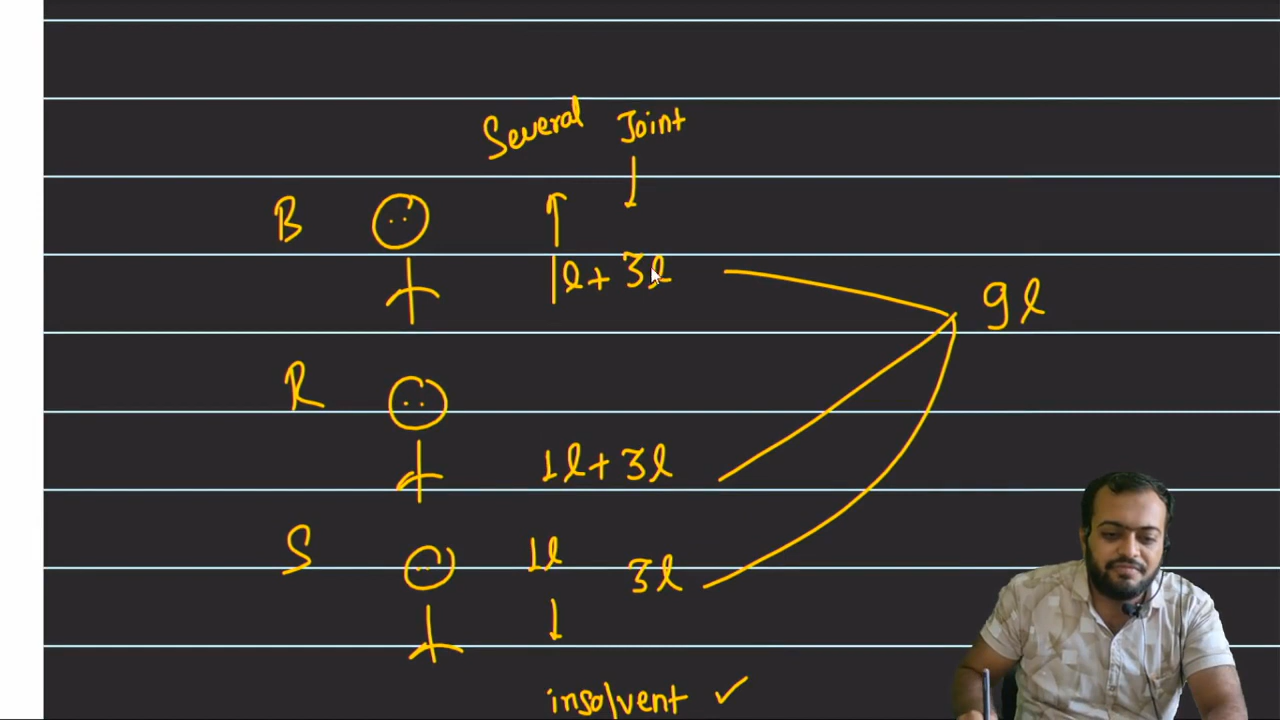 Several Joint
B
1l + 3l
9l
R
1l + 3l
S 1l 3l
insolvent ✓